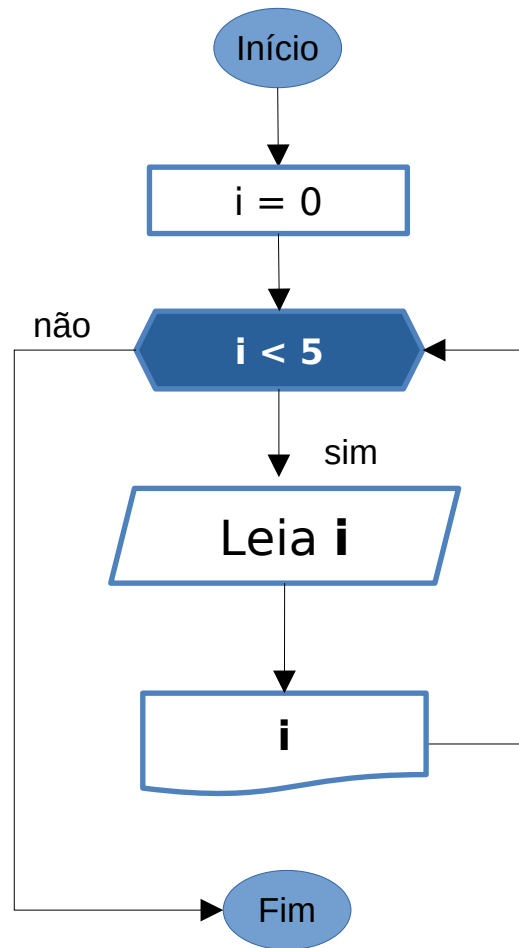 Início
i = 0
não
i < 5
sim
Leia i
i
Fim